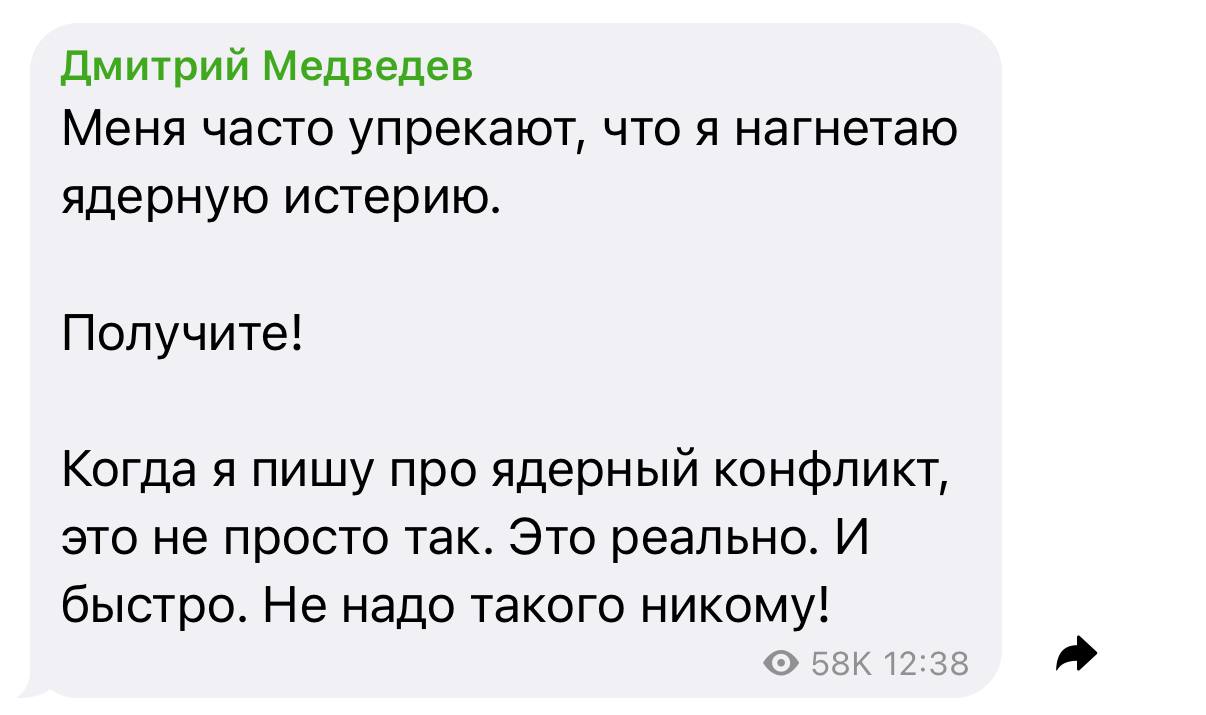 Дмитрий Медведев
Меня часто упрекают, что я нагнетаю
ядерную истерию.
Получите!
Когда я пишу про ядерный конфликт,
это не просто так. Это реально. И
быстро. Не надо такого никому!
58K 12:38